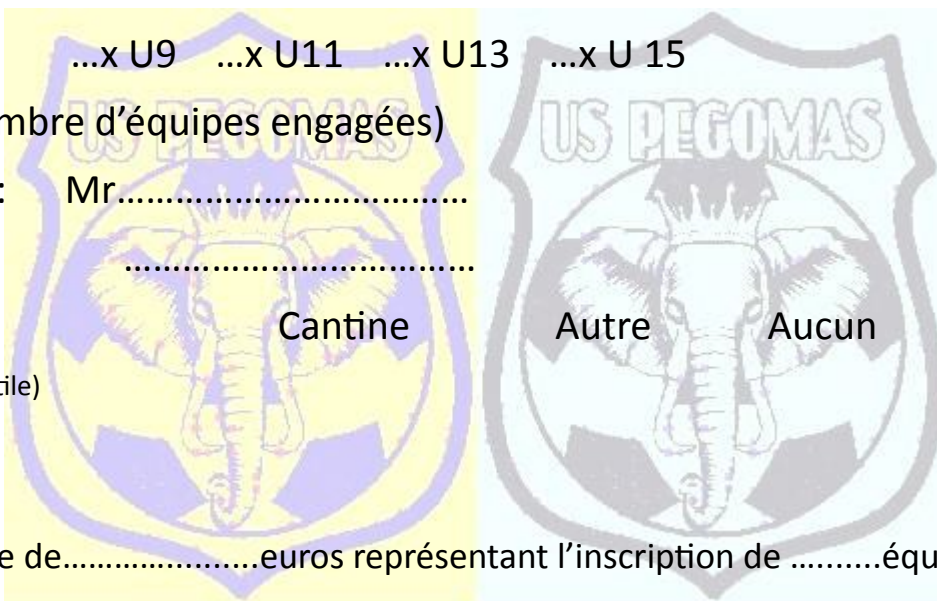 …x U9 …x U11 …x U13 …x U 15
mbre d’équipes engagées)
US PEGOMAS US PEGOMAS
: Mr………………………………
………………………………
Cantine Autre Aucun
tile)
e de…………..........euros représentant l’inscription de ….......équ